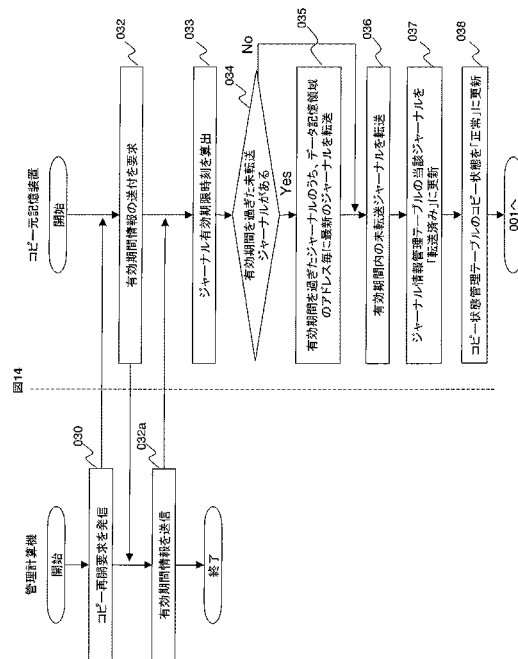 図14
管理計算機
開始
030
コピー再開要求を発信
032a
有効期間情報を送信
終了
コピー元記憶装置
開始
032
有効期間情報の送付を要求
033
ジャーナル有効期限時刻を算出
034
有効期間を過ぎた未転送
ジャーナルがある
No
Yes
035
有効期間を過ぎたジャーナルのうち、データ記憶領域
のアドレス毎に最新のジャーナルを転送
036
有効期間内の未転送ジャーナルを転送
037
ジャーナル情報管理テーブルの当該ジャーナルを
「転送済み」に更新
038
コピー状態管理テーブルのコピー状態を「正常」に更新
001へ